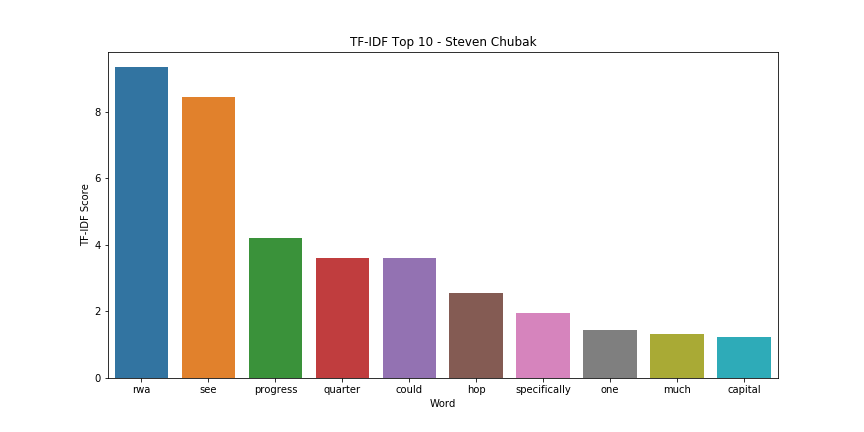 TF-IDF Top 10 - Steven Chubak
TF-IDF Score
8
6
4
2
0
rwa see progress quarter could hop specifically one much capital
Word